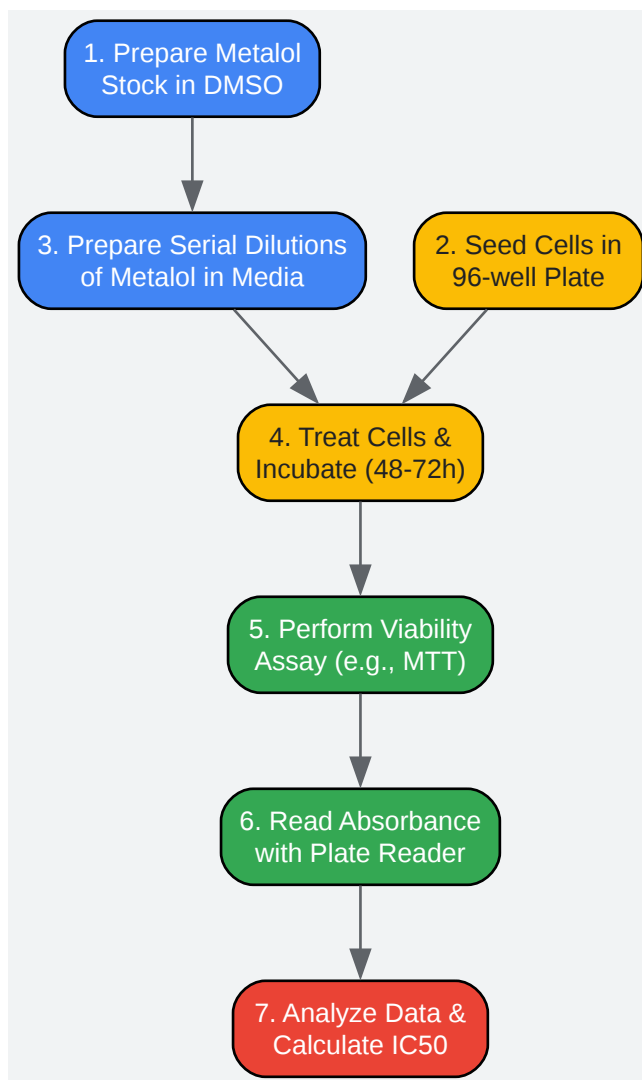 1. Prepare Metalol
Stock in DMSO
3. Prepare Serial Dilutions
of Metalol in Media
2. Seed Cells in
96-well Plate
4. Treat Cells &
Incubate (48-72h)
5. Perform Viability
Assay (e.g., MTT)
6. Read Absorbance
with Plate Reader
7. Analyze Data &
Calculate IC50